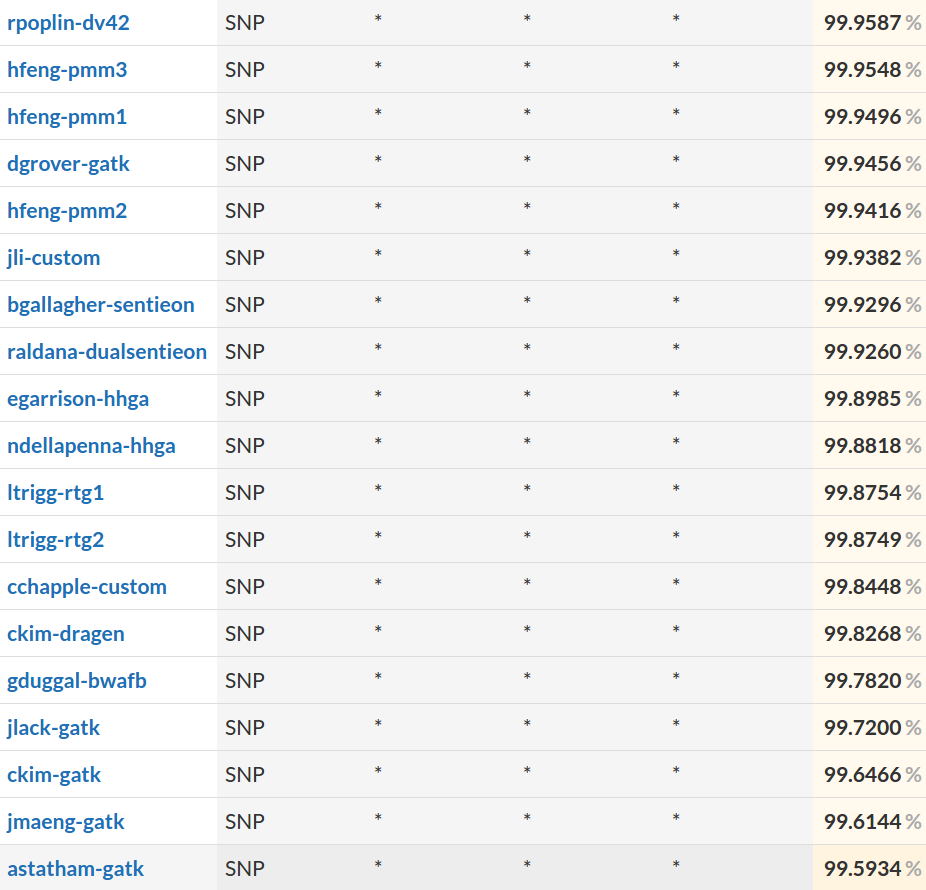 rpoplin-dv42 SNP * * * 99.9587 %
hfeng-pmm3 SNP * * * 99.9548 %
hfeng-pmm1 SNP * * * 99.9496 %
dgrover-gatk SNP * * * 99.9456 %
hfeng-pmm2 SNP * * * 99.9416 %
jli-custom SNP * * * 99.9382 %
bgallagher-sentieon SNP * * * 99.9296 %
raldana-dualsentieon SNP * * * 99.9260 %
egarrison-hhga SNP * * * 99.8985 %
ndellapenna-hhga SNP * * * 99.8818 %
ltrigg-rtg1 SNP * * * 99.8754 %
ltrigg-rtg2 SNP * * * 99.8749 %
cchapple-custom SNP * * * 99.8448 %
ckim-dragen SNP * * * 99.8268 %
gduggal-bwafb SNP * * * 99.7820 %
jlack-gatk SNP * * * 99.7200 %
ckim-gatk SNP * * * 99.6466 %
jmaeng-gatk SNP * * * 99.6144 %
astatham-gatk SNP * * * 99.5934 %